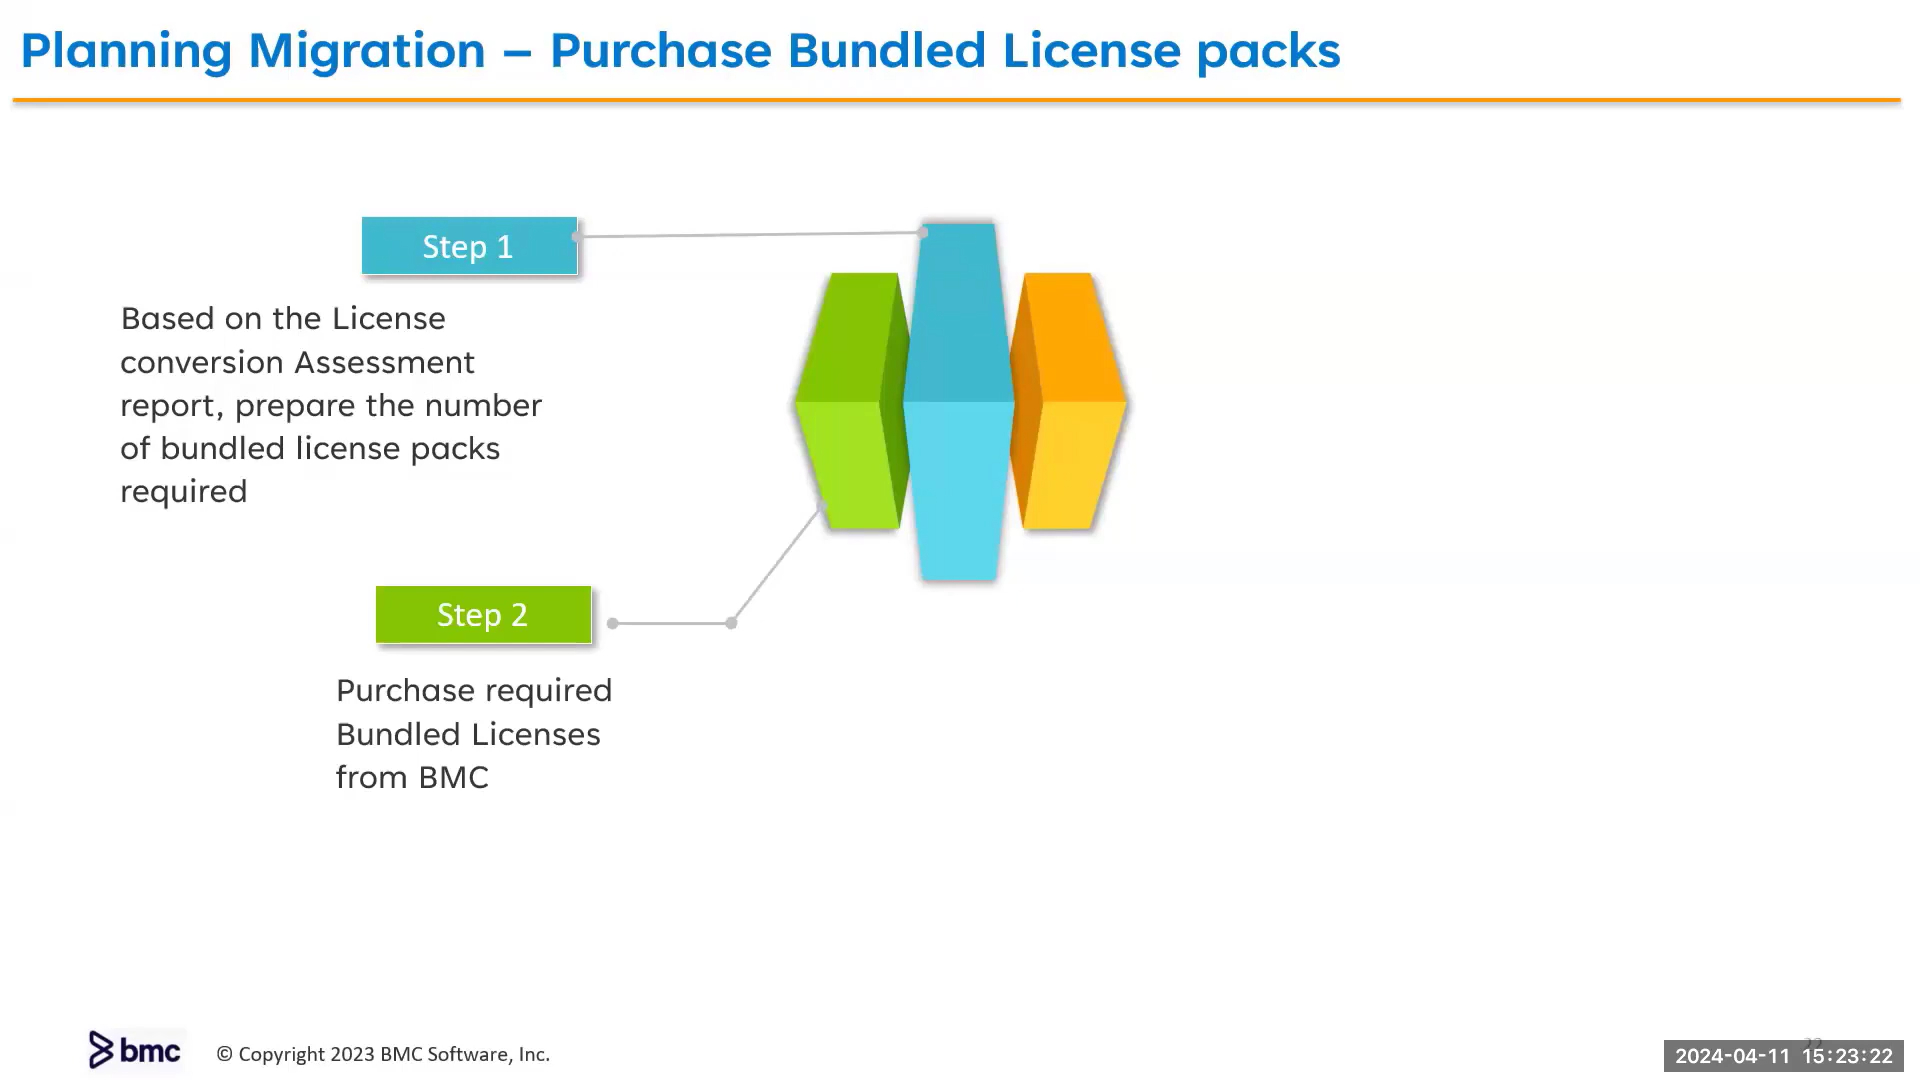 Planning Migration – Purchase Bundled License packs
Step 1
Based on the License
conversion Assessment
report, prepare the number
of bundled license packs
required
Step 2
Purchase required
Bundled Licenses
from BMC
bmc
© Copyright 2023 BMC Software, Inc.
2024-04-11 15:23:22